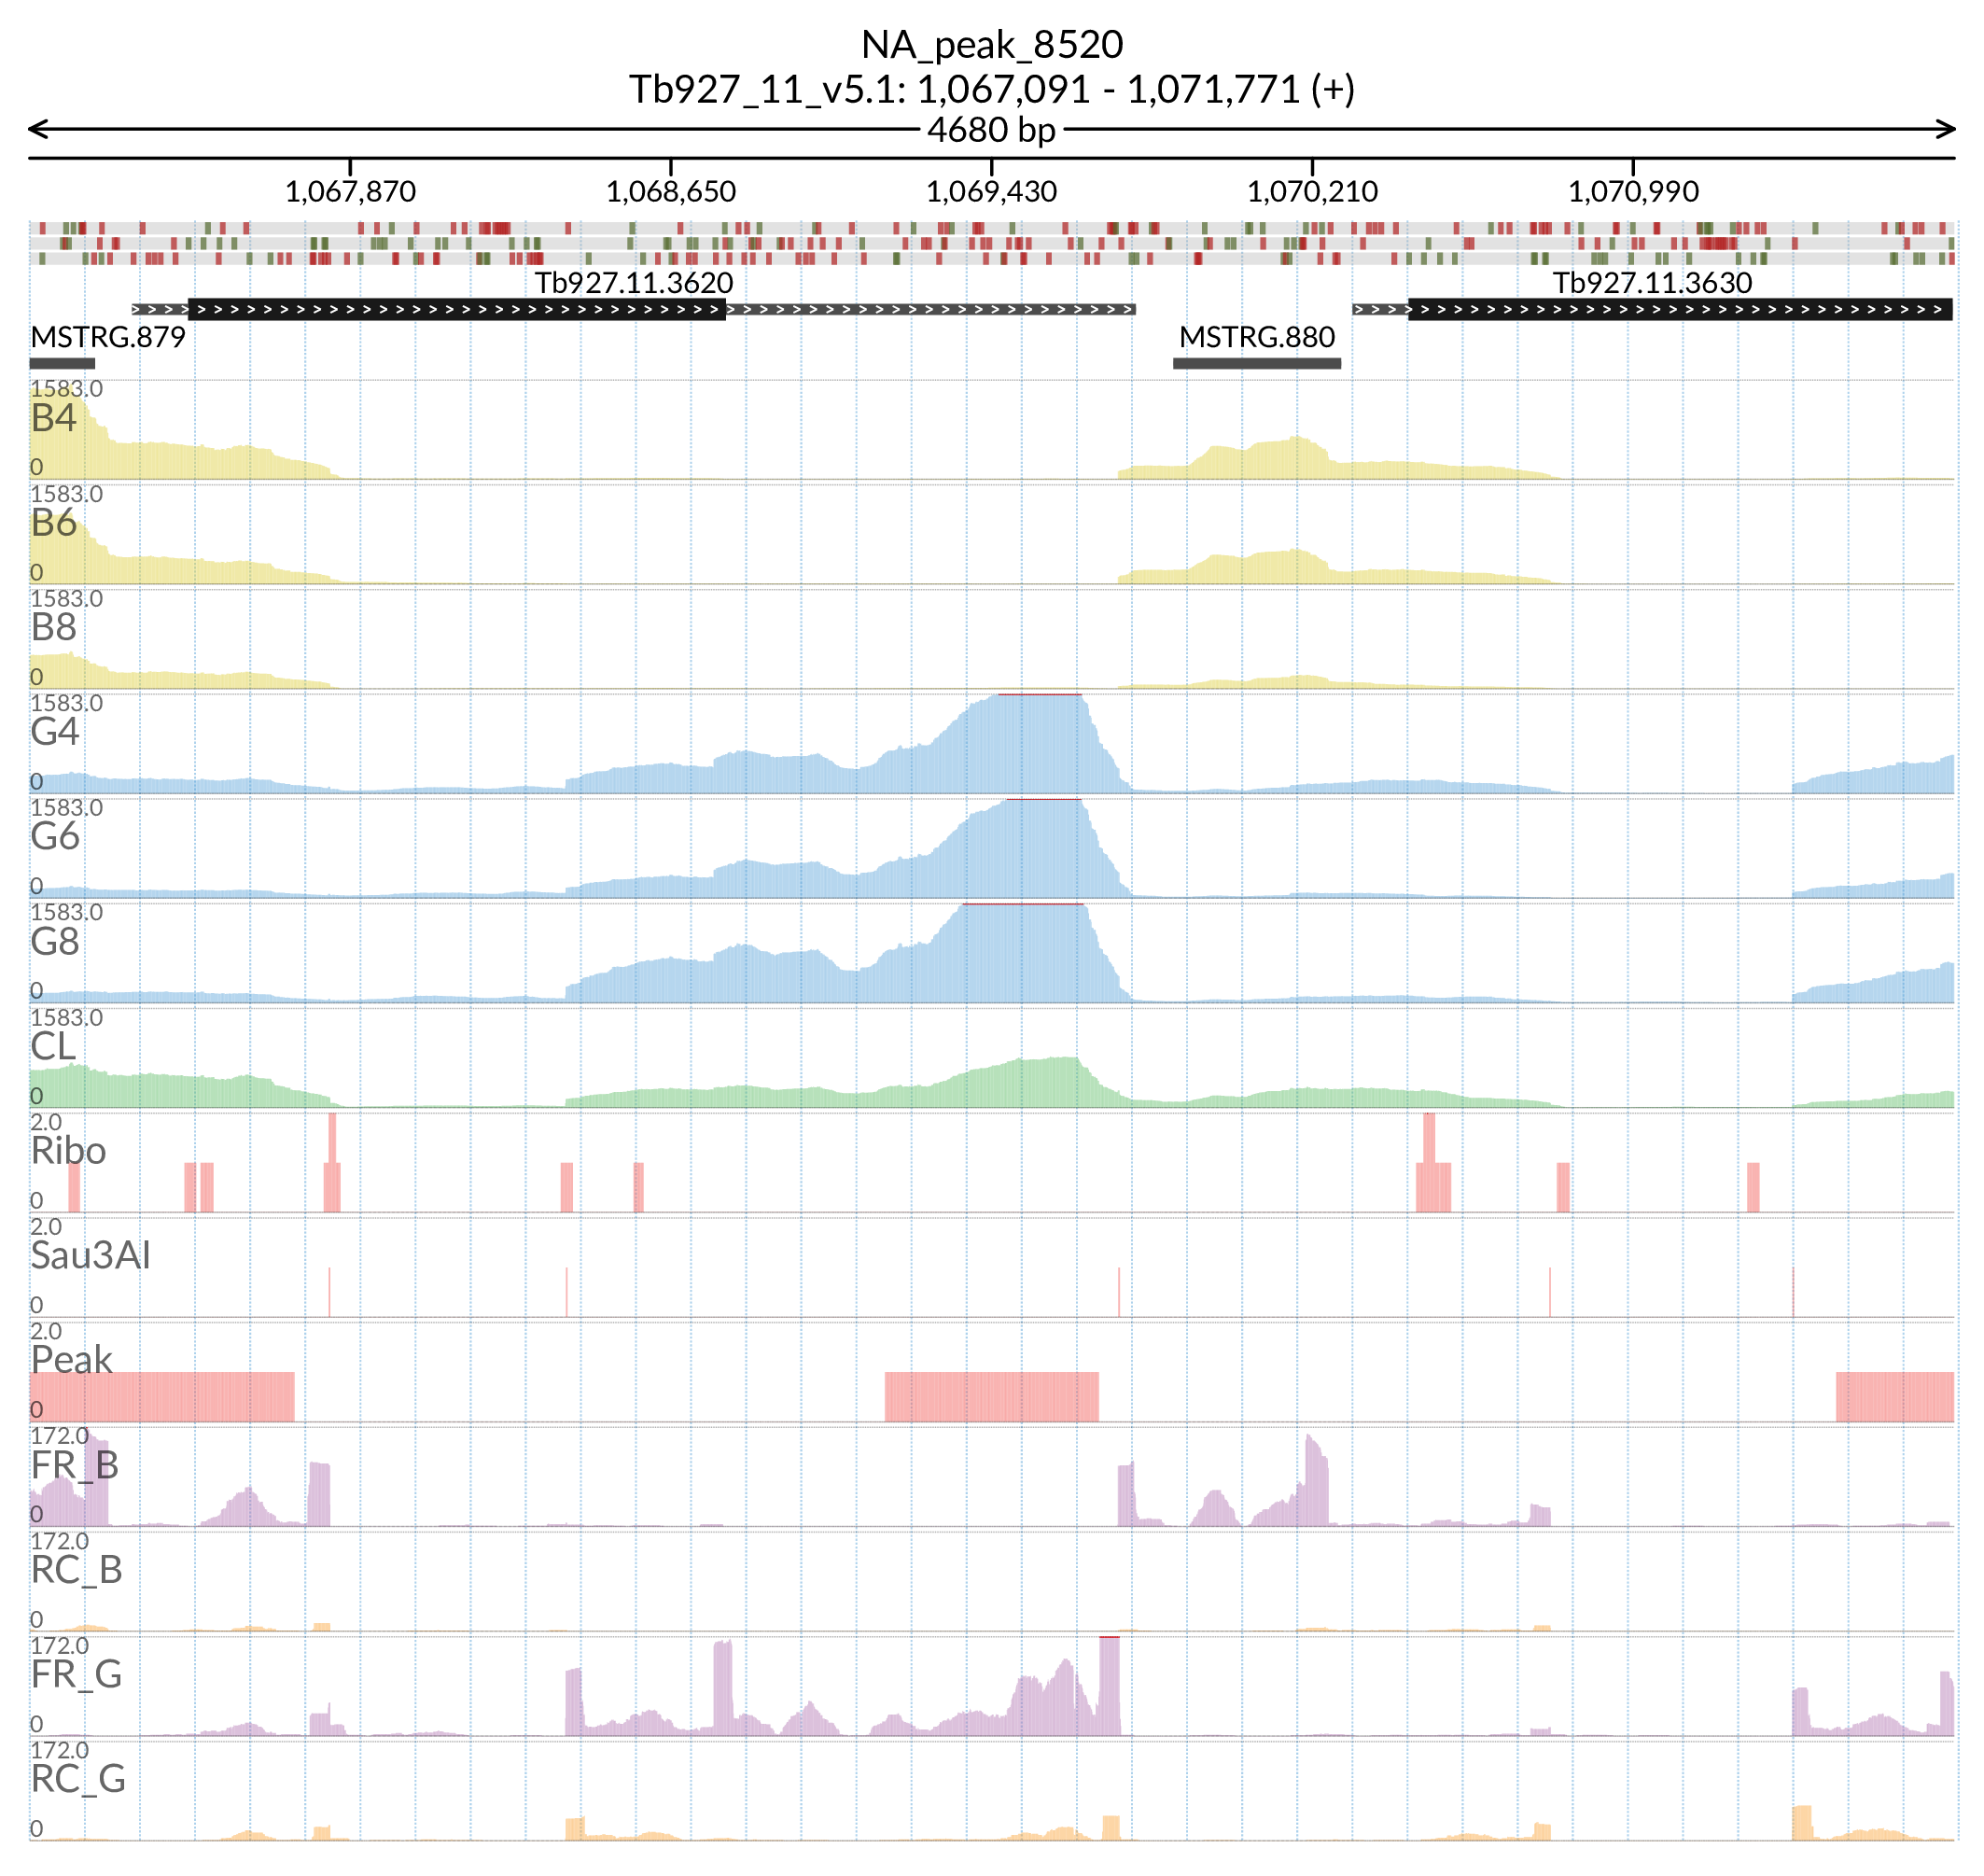 NA_peak_8520
Tb927_11_v5.1: 1,067,091 - 1,071,771 (+)
4680 bp
1,067,870 1,068,650 1,069,430 1,070,210 1,070,990
Tb927.11.3620 Tb927.11.3630
MSTRG.879 MSTRG.880
1583.0
B4
0
1583.0
B6
0
1583.0
B8
0
1583.0
G4
0
1583.0
G6
0
1583.0
G8
0
1583.0
CL
0
2.0
Ribo
0
2.0
Sau3AI
0
2.0
Peak
0
172.0
FR_B
0
172.0
RC_B
0
172.0
FR_G
0
172.0
RC_G
0